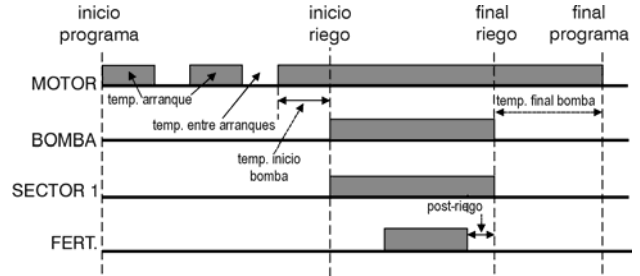 inicio
programa
inicio
riego
final
riego
final
programa
MOTOR
temp. arranque
temp. entre arranques
temp. final bomba
BOMBA
temp. inicio
bomba
SECTOR 1
post-riego
FERT.